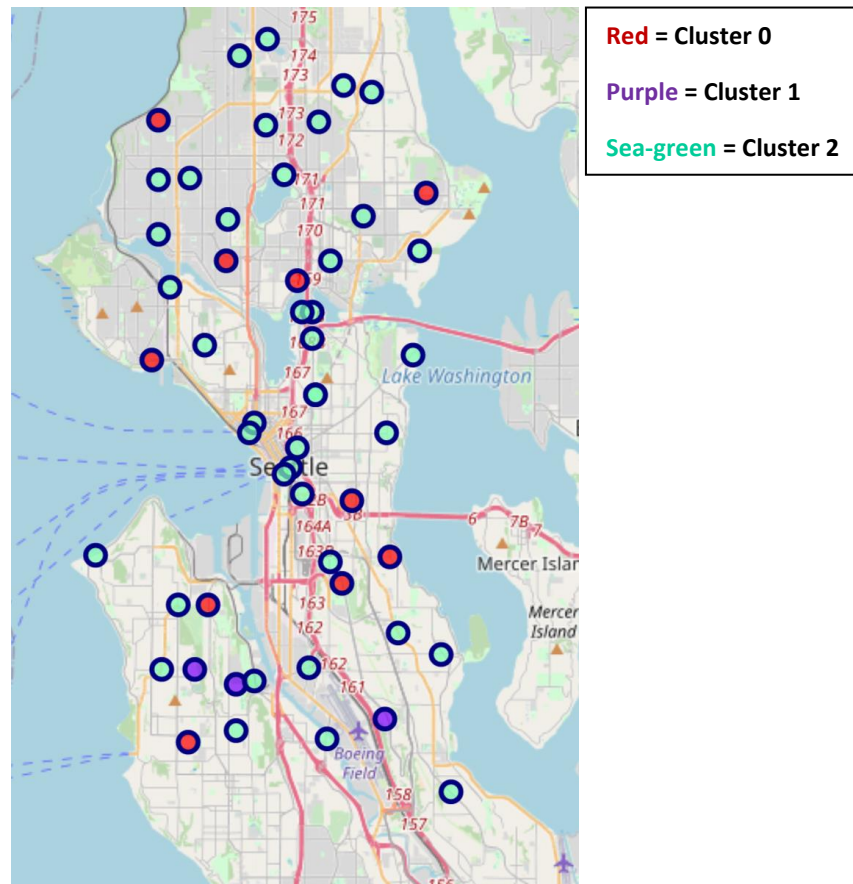 175
174
173
173
172
171
171
170
Lake Washington
167
167
166
Seattle
164A
6
7B
7
163
162
162
161
Mercer
Island
Boeing
Field
158
157
Red = Cluster 0
Purple = Cluster 1
Sea-green = Cluster 2